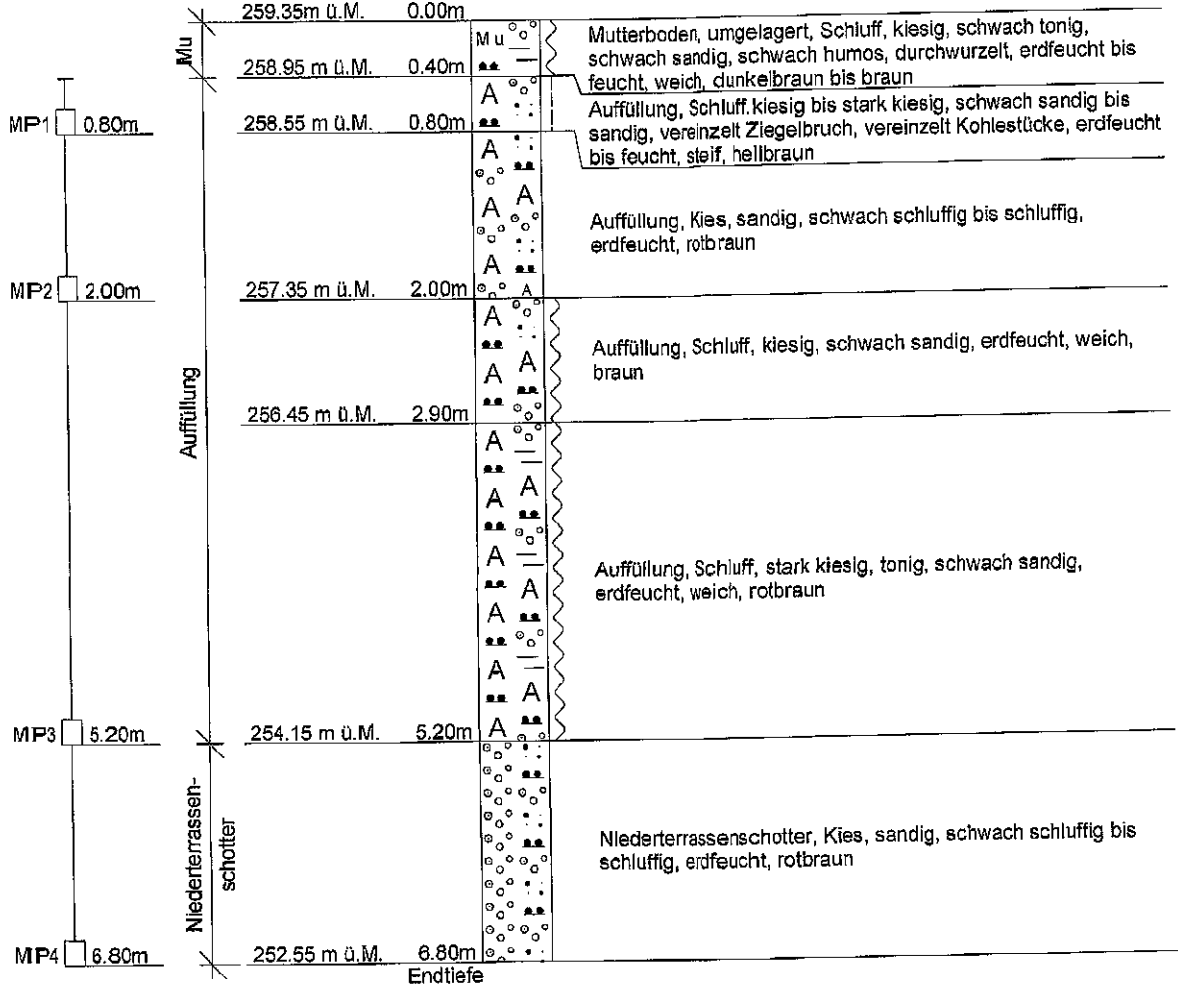 259.35m ü.M. 0.00m
Mu
Mu
Mutterboden, umgelagert, Schluff, kiesig, schwach tonig,
schwach sandig, schwach humos, durchwurzelt, erdfeucht bis
feucht, weich, dunkelbraun bis braun
258.95 m ü.M. 0.40m
A
Auffüllung, Schluff, kiesig bis stark kiesig, schwach sandig bis
sandig, vereinzelt Ziegelbruch, vereinzelt Kohlestücke, erdfeucht
bis feucht, steif, hellbraun
MP1 0.80m
258.55 m ü.M. 0.80m
A
A
A
A
A
Auffüllung, Kies, sandig, schwach schluffig bis schluffig,
erdfeucht, rotbraun
MP2 2.00m
257.35 m ü.M. 2.00m
A
A
A
Auffüllung, Schluff, kiesig, schwach sandig, erdfeucht, weich,
braun
Auffüllung
256.45 m ü.M. 2.90m
A
A
A
A
A
A
A
A
A
Auffüllung, Schluff, stark kiesig, tonig, schwach sandig,
erdfeucht, weich, rotbraun
MP3 5.20m
254.15 m ü.M. 5.20m
Niederterrassen-
schotter
Niederterrassenschotter, Kies, sandig, schwach schluffig bis
schluffig, erdfeucht, rotbraun
MP4 6.80m
252.55 m ü.M. 6.80m
Endtiefe